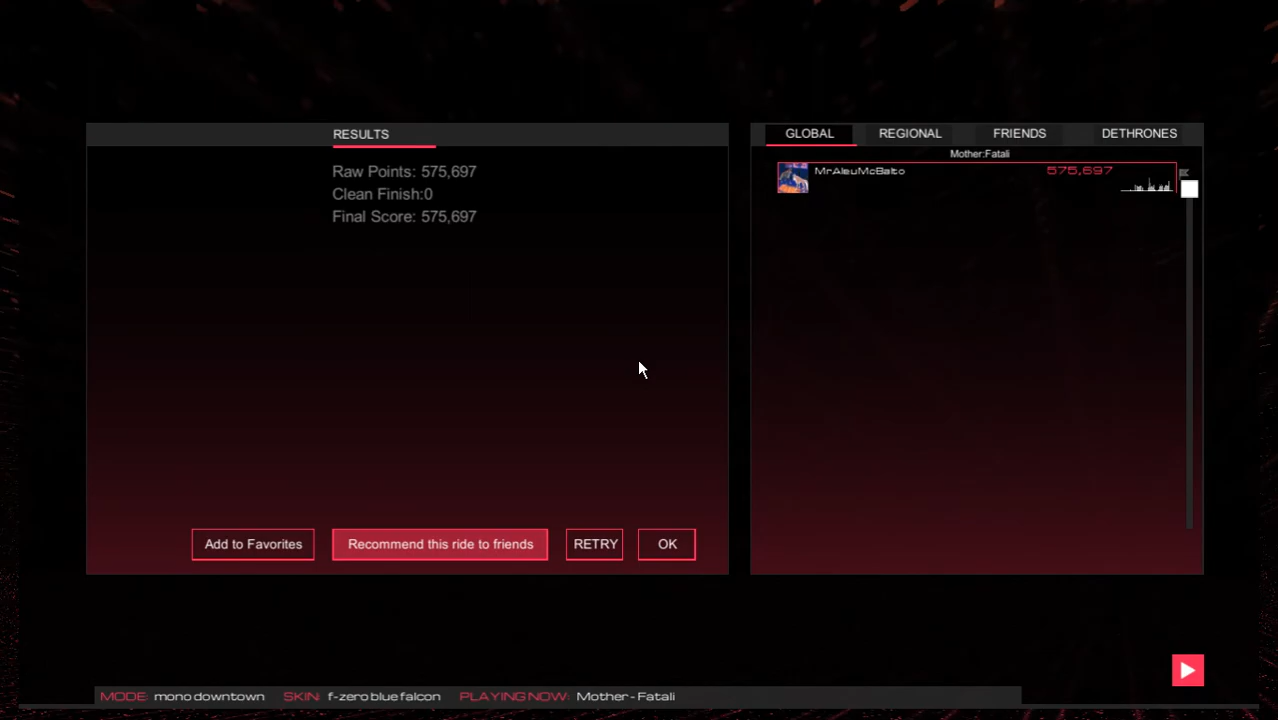 RESULTS
Raw Points: 575,697
Clean Finish:0
Final Score: 575,697
Add to Favorites
Recommend this ride to friends
RETRY
OK
GLOBAL REGIONAL FRIENDS DETHRONES
Mother:Fatali
MrAleuMcBalto 575,697
MODE: mono downtown SKIN: f-zero blue falcon PLAYING NOW: Mother - Fatali